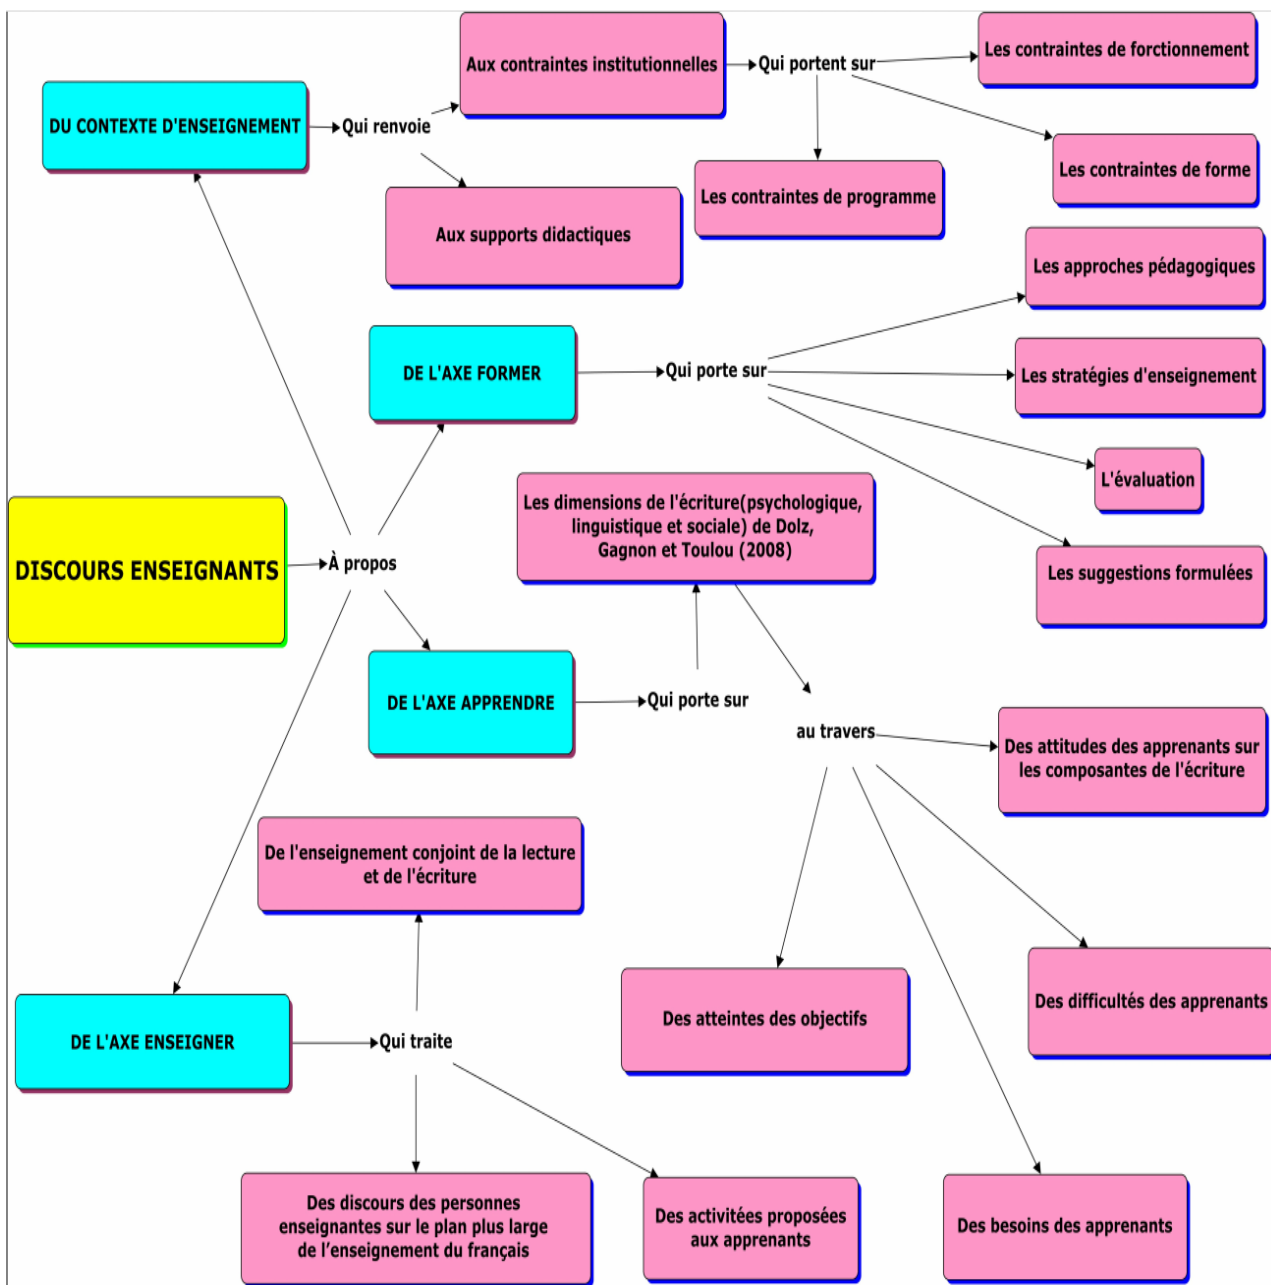 Aux contraintes institutionnelles
Qui portent sur
Les contraintes de forctionnement
DU CONTEXTE D'ENSEIGNEMENT
Qui renvoie
Les contraintes de programme
Les contraintes de forme
Aux supports didactiques
Les approches pédagogiques
DE L'AXE FORMER
Qui porte sur
Les stratégies d'enseignement
L'évaluation
Les dimensions de l'écriture(psychologique,
linguistique et sociale) de Dolz,
Gagnon et Toulou (2008)
DISCOURS ENSEIGNANTS
À propos
Les suggestions formulées
DE L'AXE APPRENDRE
Qui porte sur
au travers
Des attitudes des apprenants sur
les composantes de l'écriture
De l'enseignement conjoint de la lecture
et de l'écriture
Des atteintes des objectifs
Des difficultés des apprenants
DE L'AXE ENSEIGNER
Qui traite
Des discours des personnes
enseignantes sur le plan plus large
de l’enseignement du français
Des activitées proposées
aux apprenants
Des besoins des apprenants